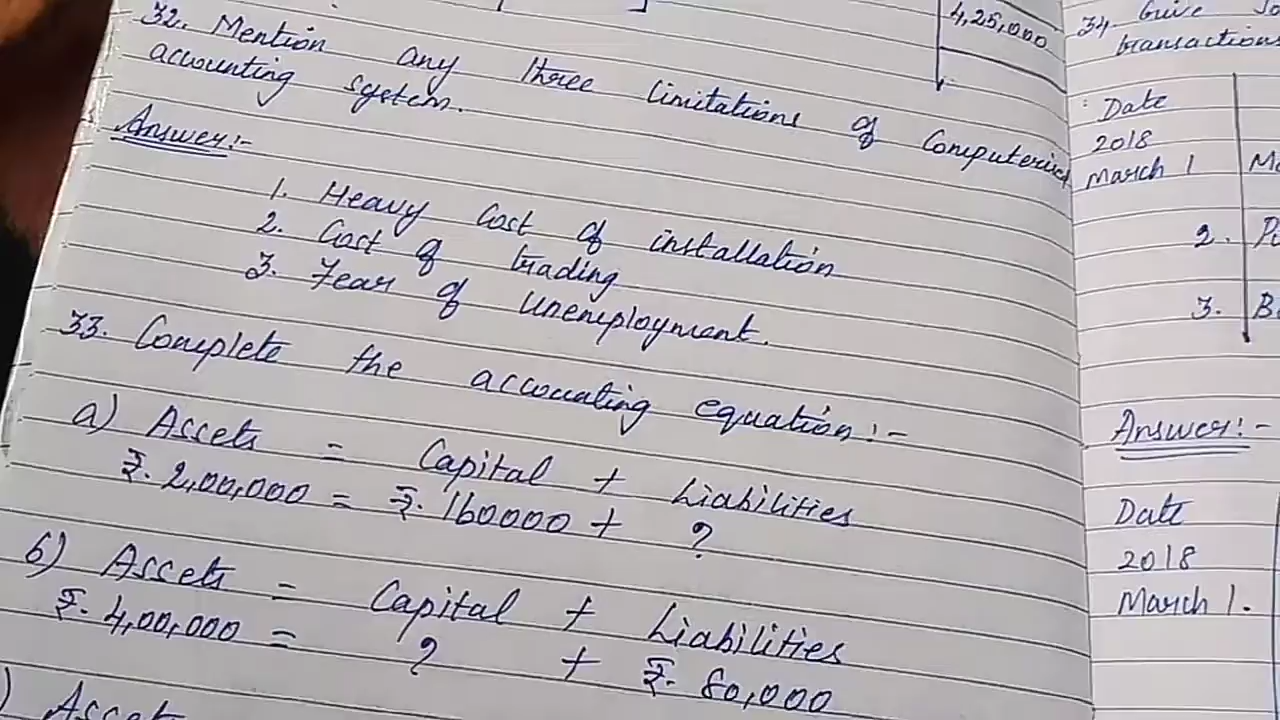 4,25,000
32. Mention any three limitations of Computerised
accounting system.
Answer:-
1. Heavy Cost of installation
2. Cost of trading
3. Fear of Unemployment.
33. Complete the accounting equation:-
a) Assets = Capital + Liabilities
₹. 2,00,000 = ₹. 160000 + ?
b) Assets = Capital + Liabilities
₹. 4,00,000 = ? + ₹. 80,000
34 Give
transactions
Date
2018
March 1
2.
3.
Answer:-
Date
2018
March 1.